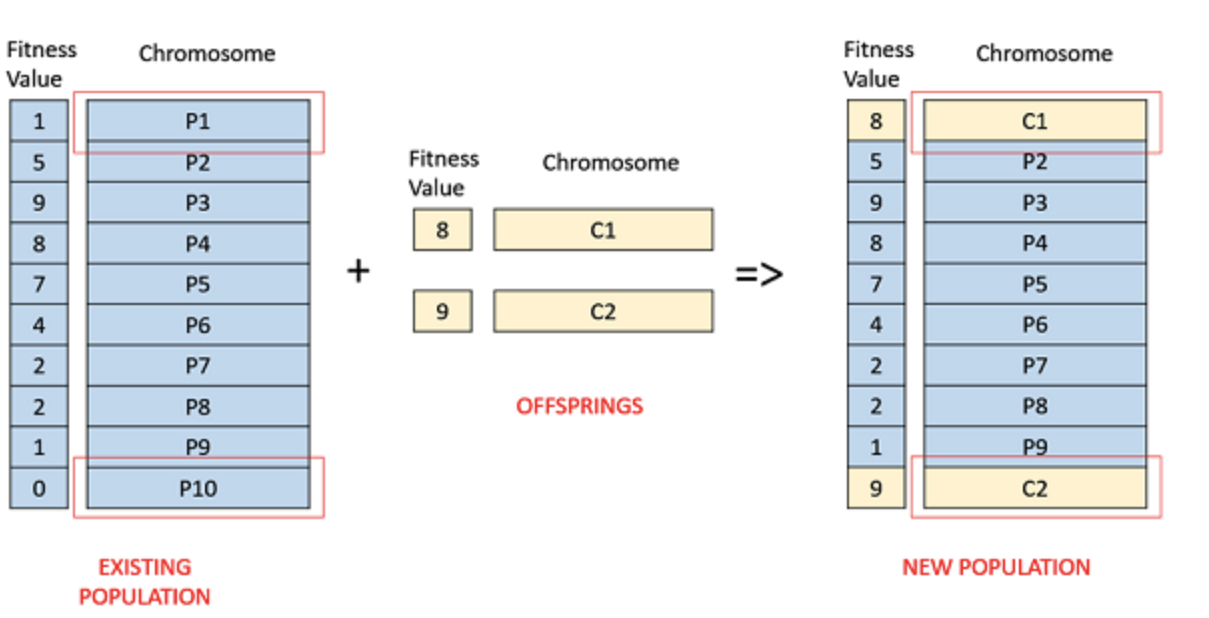 Fitness Value
Chromosome
1 P1
5 P2
9 P3
8 P4
7 P5
4 P6
2 P7
2 P8
1 P9
0 P10
EXISTING
POPULATION
+
Fitness
Value
Chromosome
8 C1
9 C2
OFFSPRINGS
=>
Fitness
Value
Chromosome
8 C1
5 P2
9 P3
8 P4
7 P5
4 P6
2 P7
2 P8
1 P9
9 C2
NEW POPULATION